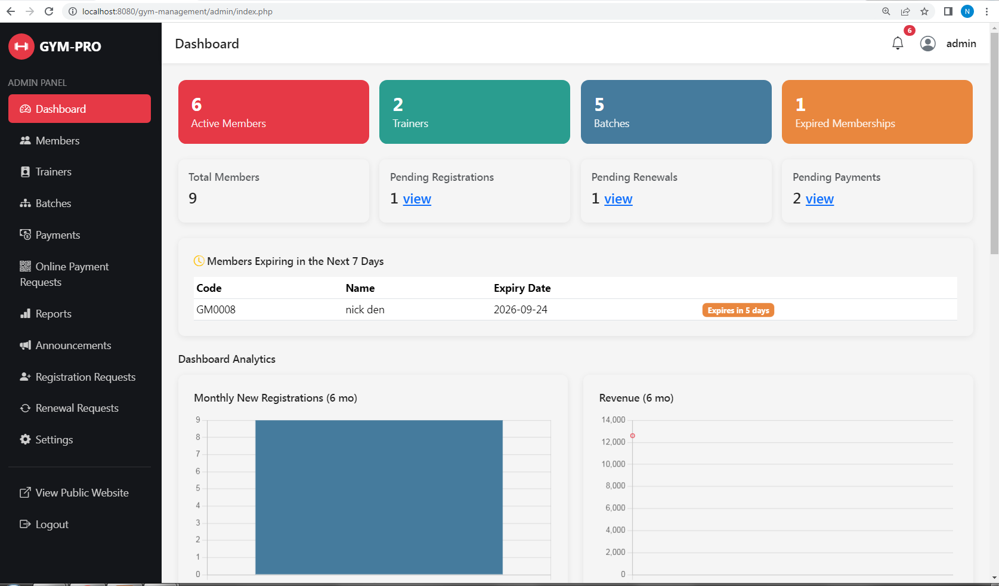 localhost:8080/gym-management/admin/index.php
N
GYM-PRO
ADMIN PANEL
Dashboard
Members
Trainers
Batches
Payments
Online Payment
Requests
Reports
Announcements
Registration Requests
Renewal Requests
Settings
View Public Website
Logout
Dashboard
6
admin
6
Active Members
2
Trainers
5
Batches
1
Expired Memberships
Total Members
9
Pending Registrations
1 view
Pending Renewals
1 view
Pending Payments
2 view
Members Expiring in the Next 7 Days
Code Name Expiry Date
GM0008 nick den 2026-09-24 Expires in 5 days
Dashboard Analytics
Monthly New Registrations (6 mo)
9
8
7
6
5
4
3
2
1
0
Revenue (6 mo)
14,000
12,000
10,000
8,000
6,000
4,000
2,000
0